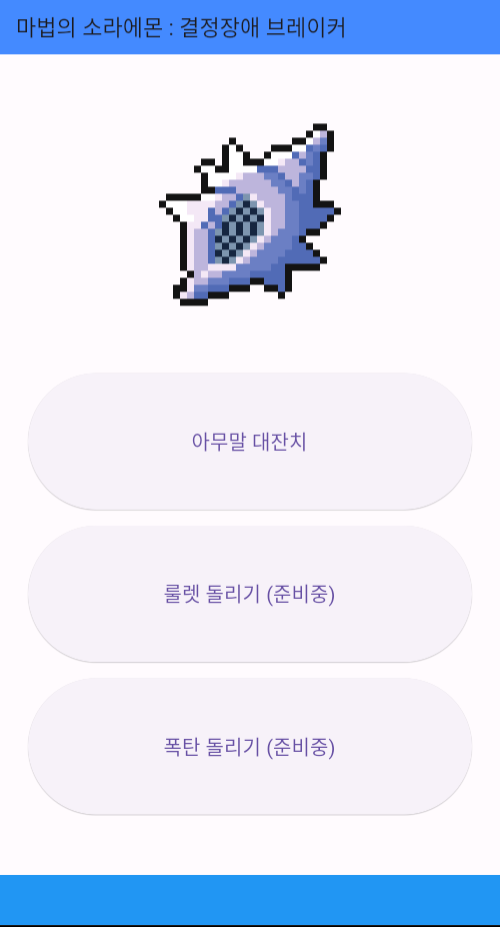 마법의 소라에몬 : 결정장애 브레이커
아무말 대잔치
룰렛 돌리기 (준비중)
폭탄 돌리기 (준비중)